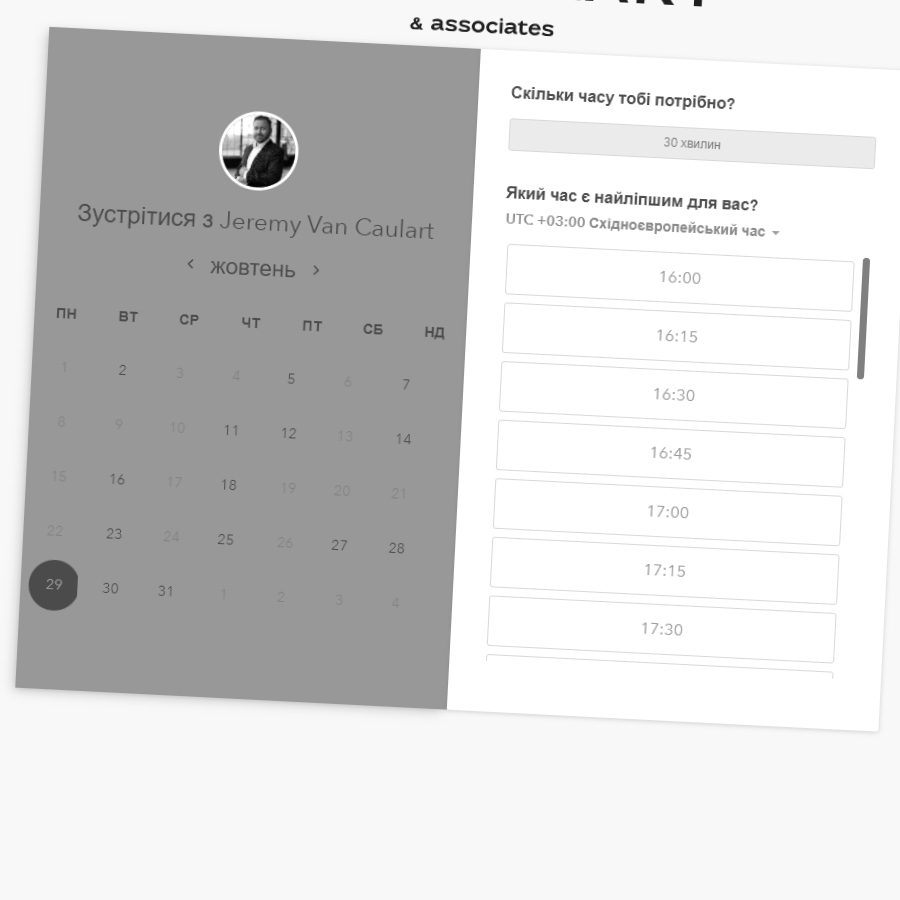 & associates
Зустрітися з Jeremy Van Caulart
жовтень
ПН ВТ СР ЧТ ПТ СБ НД
1 2 3 4 5 6 7
8 9 10 11 12 13 14
15 16 17 18 19 20 21
22 23 24 25 26 27 28
29 30 31 1 2 3 4
Скільки часу тобі потрібно?
30 хвилин
Який час є найліпшим для вас?
UTC +03:00 Східноєвропейський час
16:00
16:15
16:30
16:45
17:00
17:15
17:30